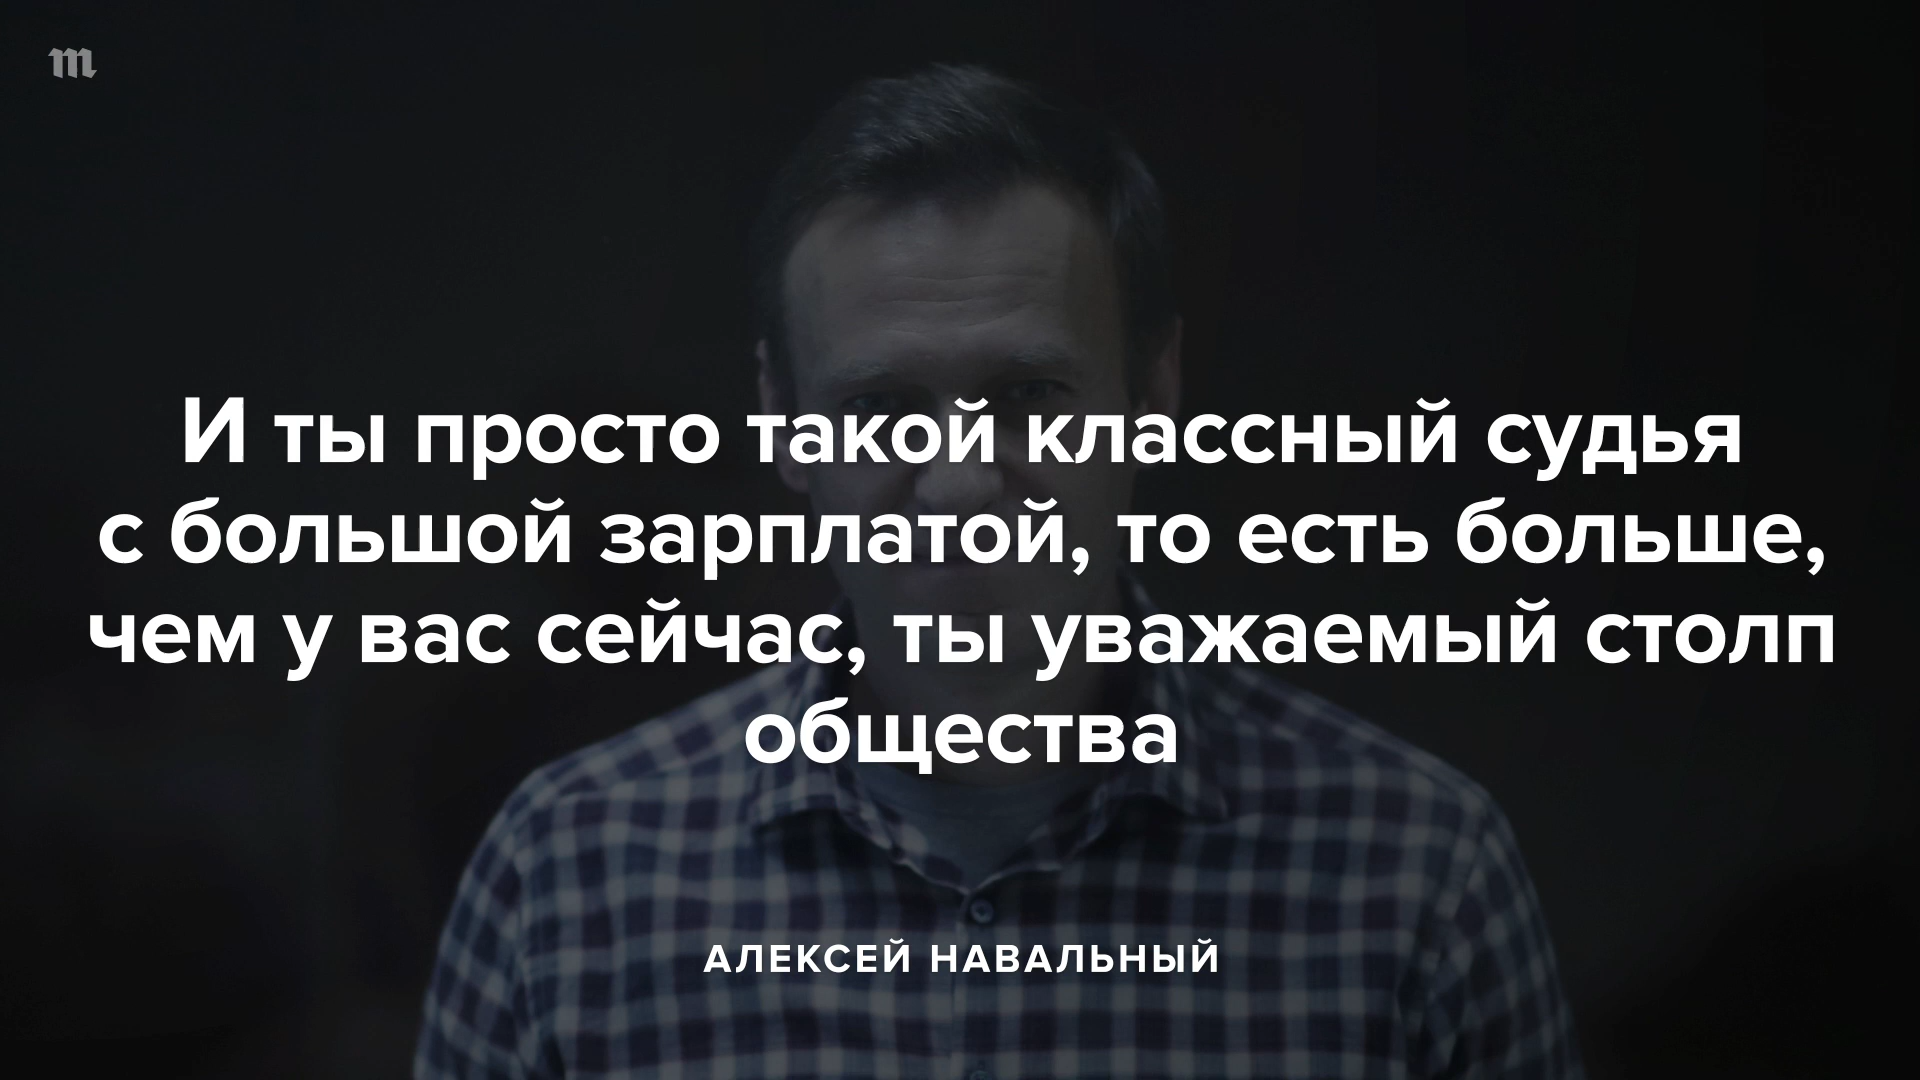 m
И ты просто такой классный судья
с большой зарплатой, то есть больше,
чем у вас сейчас, ты уважаемый столп
общества
АЛЕКСЕЙ НАВАЛЬНЫЙ